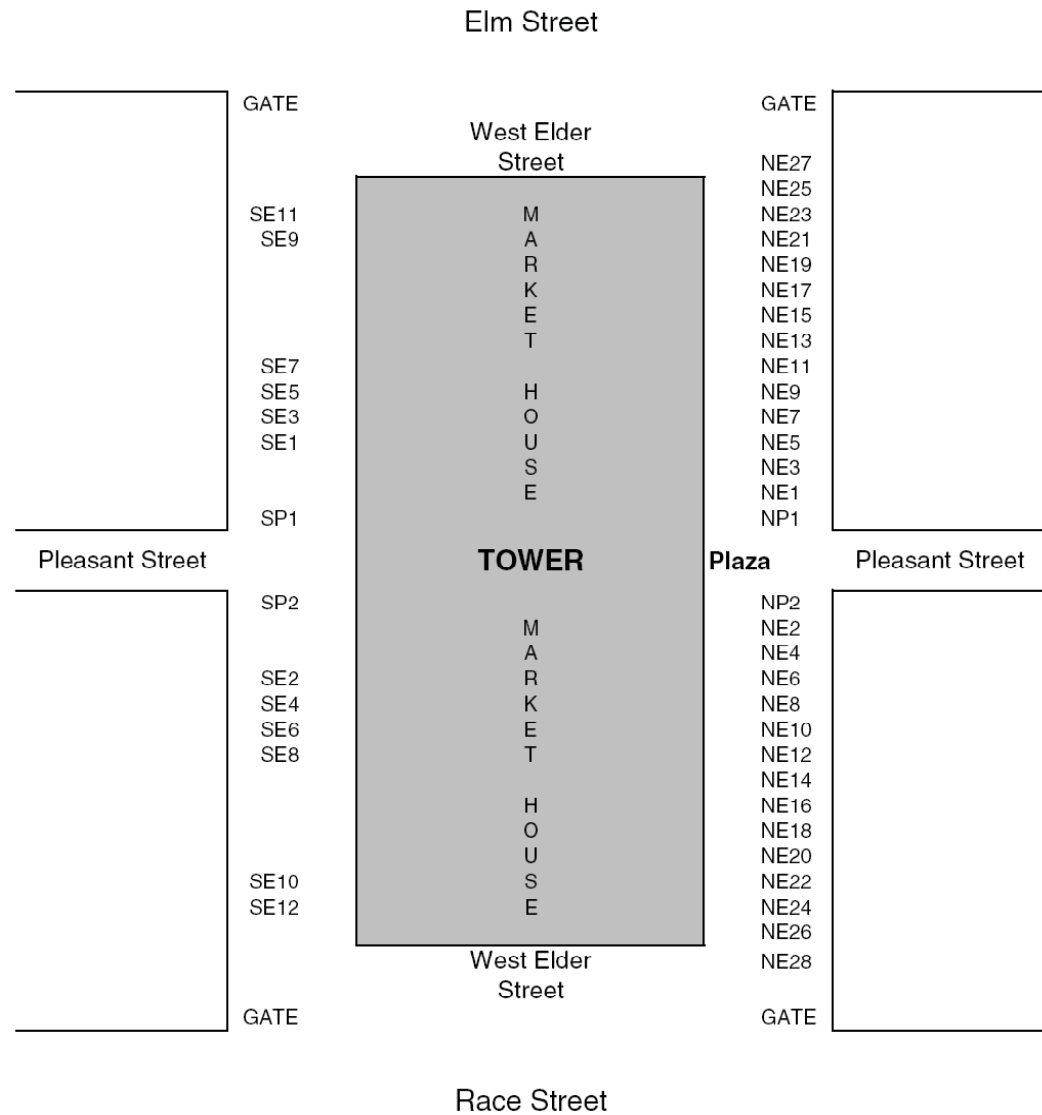 Elm Street
GATE GATE
West Elder
Street
NE27
NE25
SE11 M NE23
SE9 A NE21
R NE19
K NE17
E NE15
T NE13
SE7 NE11
SE5 H NE9
SE3 O NE7
SE1 U NE5
S NE3
E NE1
SP1 NP1
Pleasant Street TOWER Plaza Pleasant Street
SP2 NP2
M NE2
A NE4
SE2 R NE6
SE4 K NE8
SE6 E NE10
SE8 T NE12
NE14
H NE16
O NE18
U NE20
SE10 S NE22
SE12 E NE24
NE26
West Elder NE28
Street
GATE GATE
Race Street